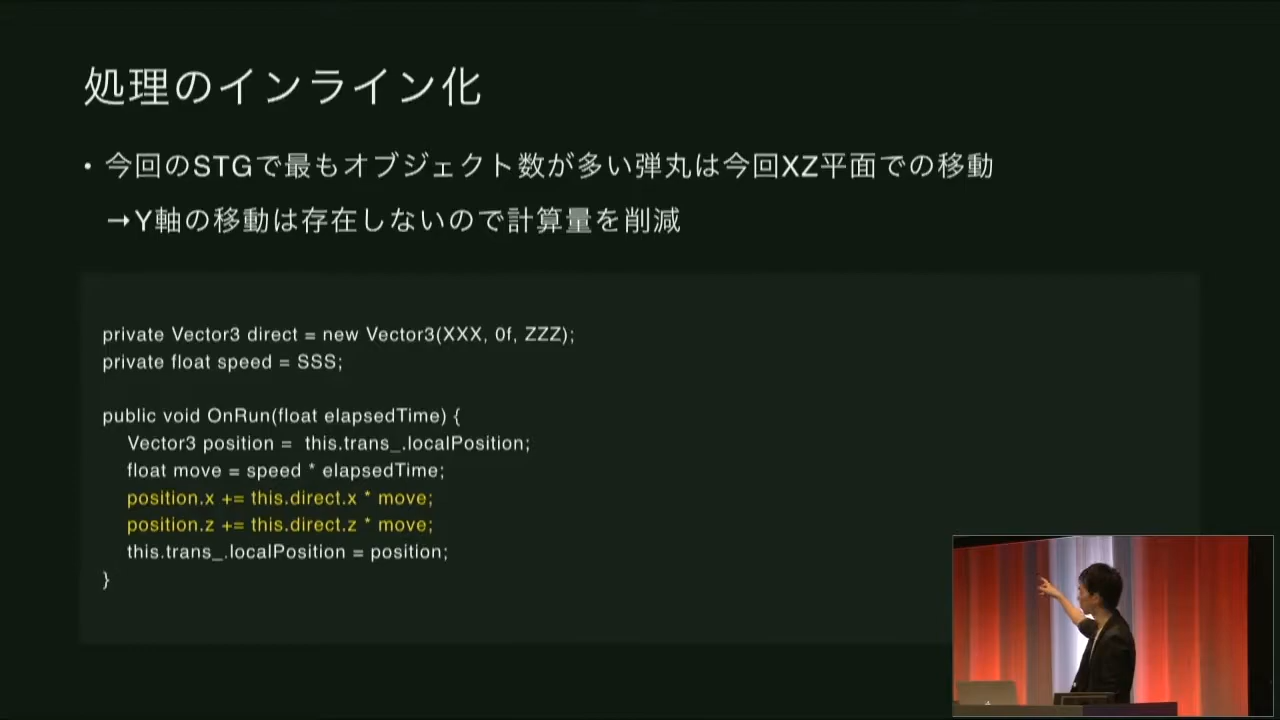 処理のインライン化
・今回のSTGで最もオブジェクト数が多い弾丸は今回XZ平面での移動
→Y軸の移動は存在しないので計算量を削減
private Vector3 direct = new Vector3(XXX, 0f, ZZZ);
private float speed = SSS;
public void OnRun(float elapsedTime) {
Vector3 position =  this.trans_.localPosition;
float move = speed * elapsedTime;
position.x += this.direct.x * move;
position.z += this.direct.z * move;
this.trans_.localPosition = position;
}